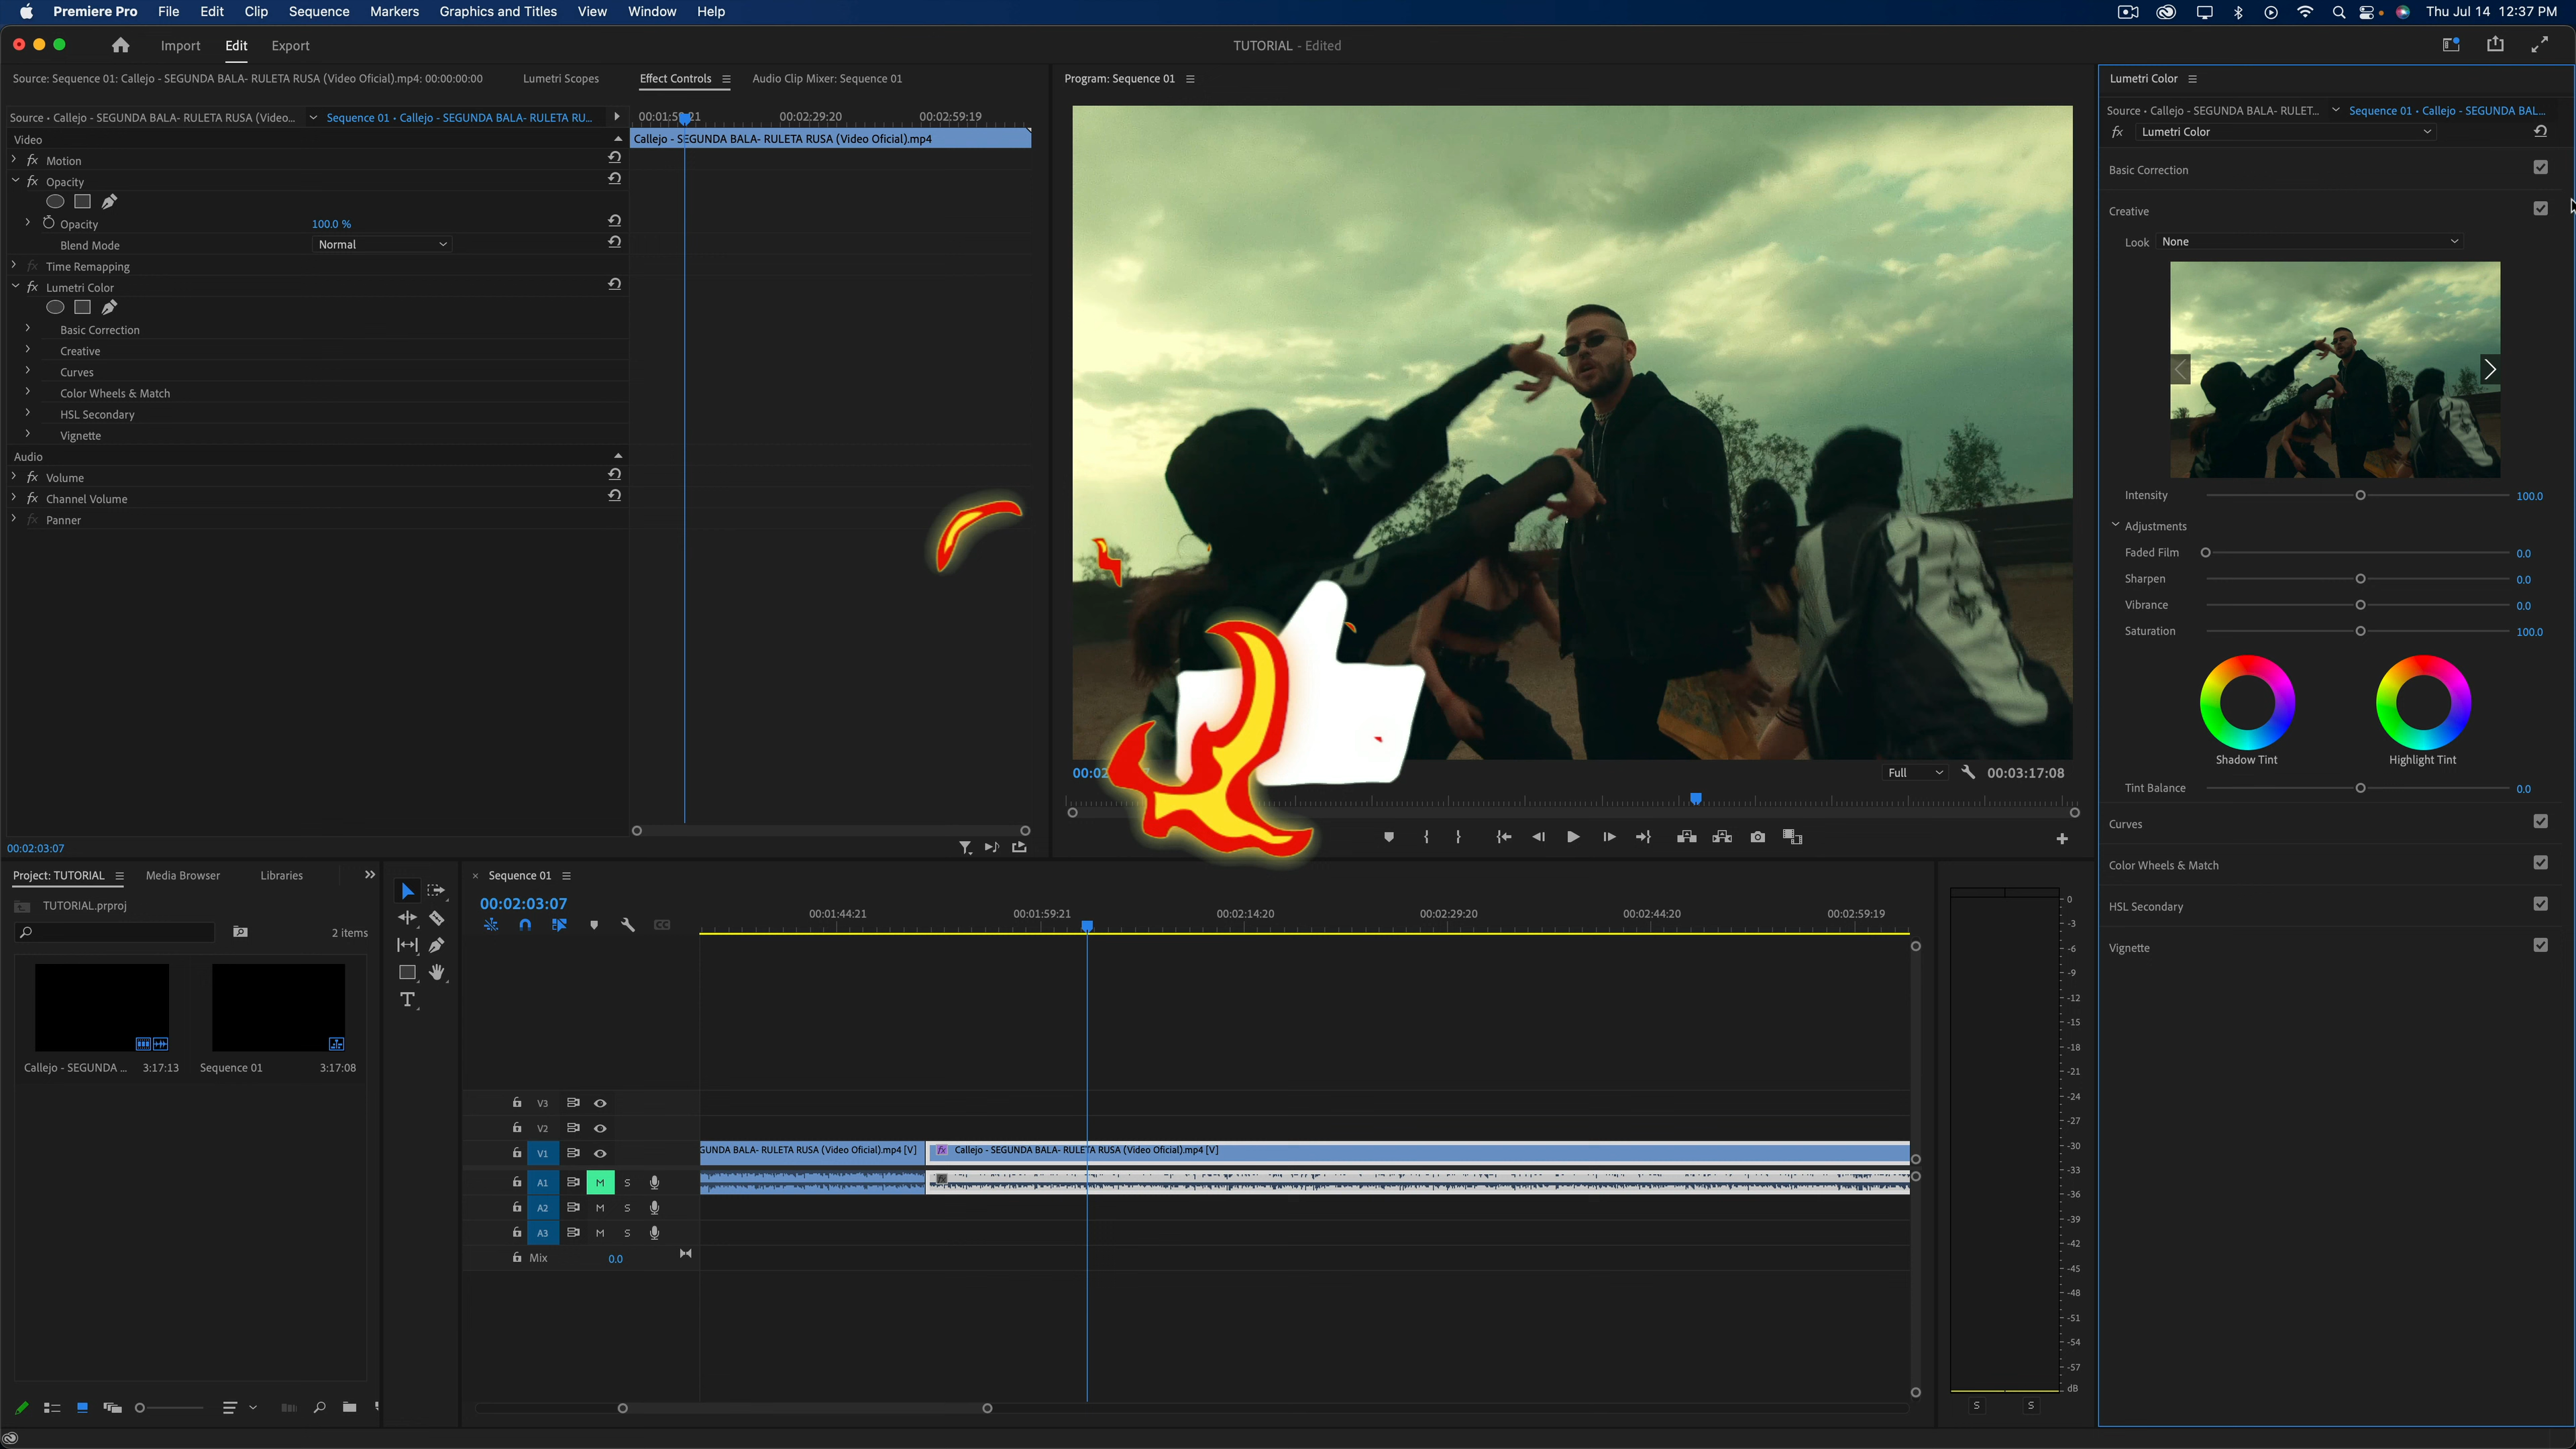 Premiere Pro File Edit Clip Sequence Markers Graphics and Titles View Window Help Thu Jul 14 12:37 PM
Import Edit Export TUTORIAL - Edited
Source: Sequence 01: Callejo - SEGUNDA BALA- RULETA RUSA (Video Oficial).mp4: 00:00:00:00 Lumetri Scopes Effect Controls Audio Clip Mixer: Sequence 01
Source • Callejo - SEGUNDA BALA- RULETA RUSA (Video... Sequence 01 • Callejo - SEGUNDA BALA- RULETA RU...
00:02:29:20 00:02:59:19
Callejo - SEGUNDA BALA- RULETA RUSA (Video Oficial).mp4
Video
fx Motion
fx Opacity
Opacity 100.0 %
Blend Mode Normal
fx Time Remapping
fx Lumetri Color
Basic Correction
Creative
Curves
Color Wheels & Match
HSL Secondary
Vignette
Audio
fx Volume
fx Channel Volume
fx Panner
00:02:03:07
Program: Sequence 01
Full 00:03:17:08
Lumetri Color
Source • Callejo - SEGUNDA BALA- RULET... Sequence 01 • Callejo - SEGUNDA BAL...
fx Lumetri Color
Basic Correction
Creative
Look None
Intensity 100.0
Adjustments
Faded Film 0.0
Sharpen 0.0
Vibrance 0.0
Saturation 100.0
Shadow Tint Highlight Tint
Tint Balance 0.0
Curves
Color Wheels & Match
HSL Secondary
Vignette
Project: TUTORIAL Media Browser Libraries
TUTORIAL.prproj
2 items
Callejo - SEGUNDA ... 3:17:13 Sequence 01 3:17:08
Sequence 01
00:02:03:07
00:01:44:21 00:01:59:21 00:02:14:20 00:02:29:20 00:02:44:20 00:02:59:19
V3
V2
V1
GUNDA BALA- RULETA RUSA (Video Oficial).mp4 [V] fx Callejo - SEGUNDA BALA- RULETA RUSA (Video Oficial).mp4 [V]
A1 M S
A2 M S
A3 M S
Mix 0.0
0
-3
-6
-9
-12
-15
-18
-21
-24
-27
-30
-33
-36
-39
-42
-45
-48
-51
-54
-57
dB
S S